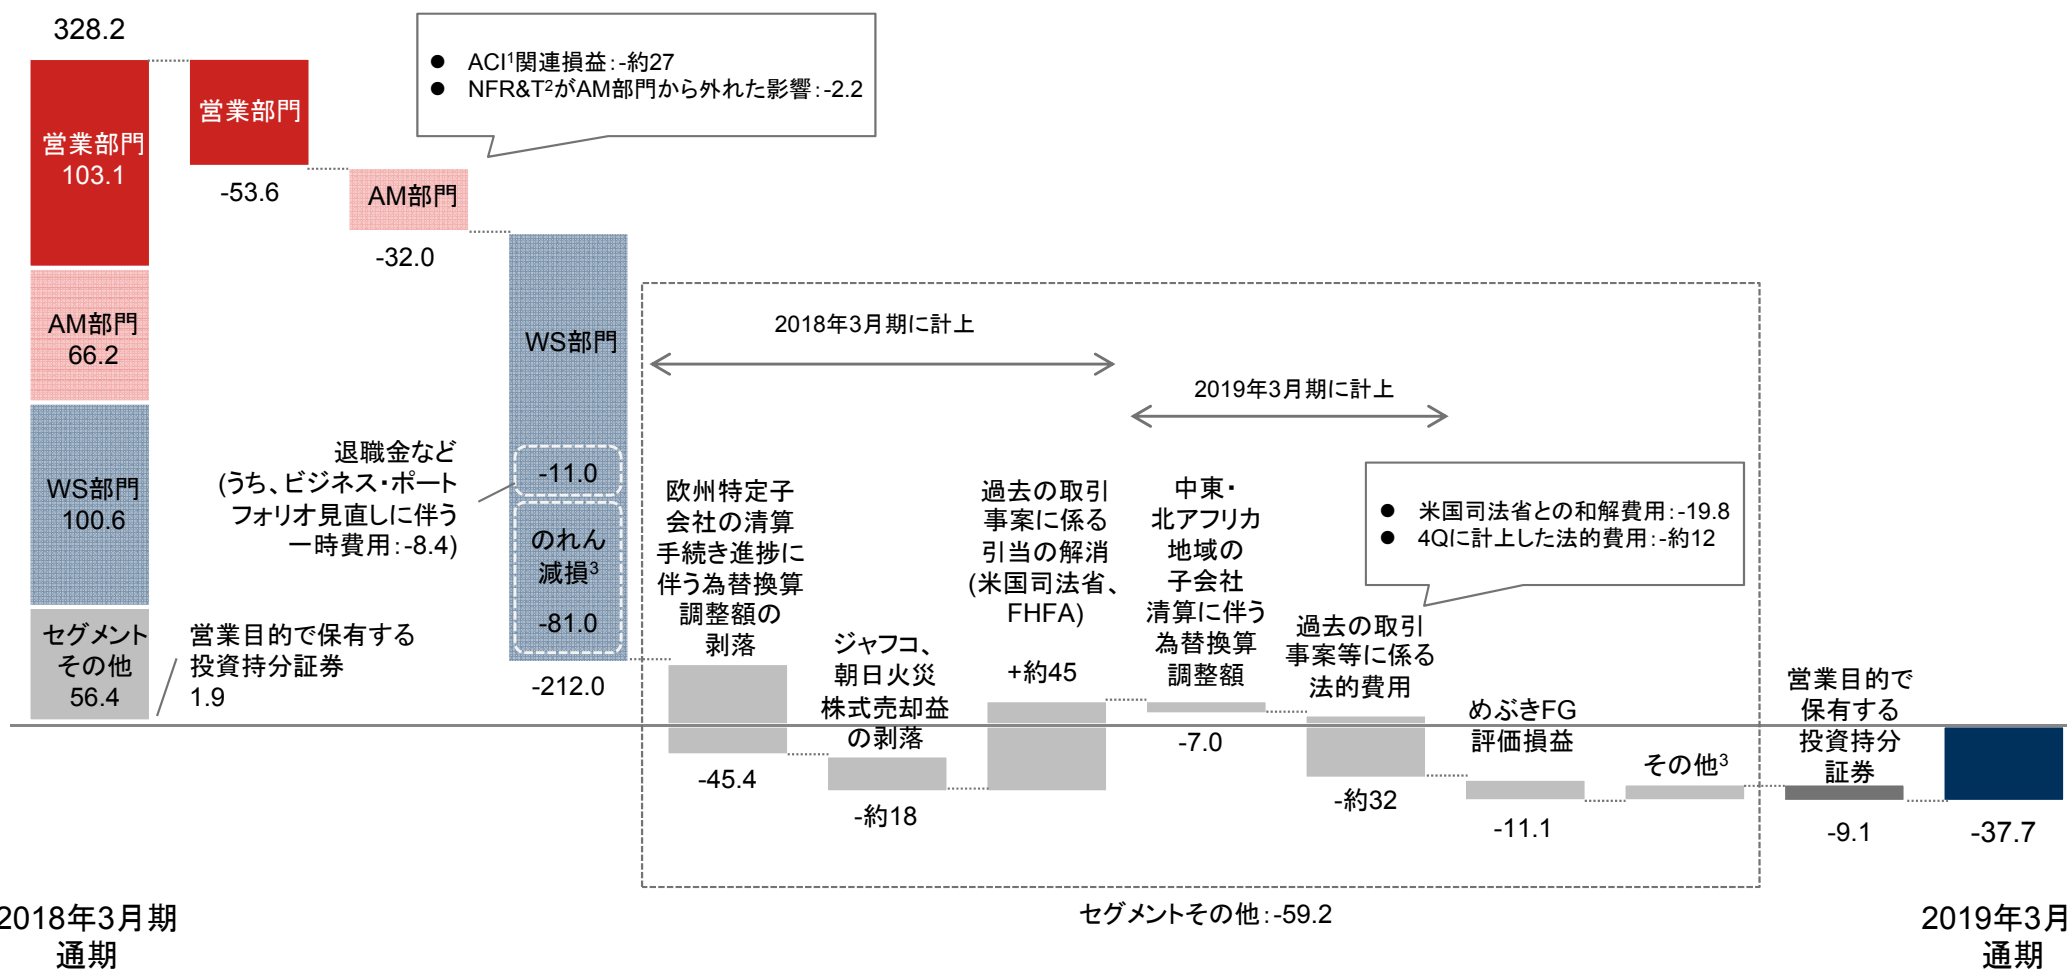 328.2
営業部門
103.1
AM部門
66.2
WS部門
100.6
セグメント
その他
56.4
営業目的で保有する
投資持分証券
1.9
営業部門
-53.6
AM部門
-32.0
● ACI¹関連損益:-約27
● NFR&T²がAM部門から外れた影響:-2.2
WS部門
-11.0
のれん
減損³
-81.0
-212.0
退職金など
(うち、ビジネス・ポート
フォリオ見直しに伴う
一時費用:-8.4)
2018年3月期に計上
2019年3月期に計上
欧州特定子
会社の清算
手続き進捗に
伴う為替換算
調整額の
剥落
-45.4
ジャフコ、
朝日火災
株式売却益
の剥落
-約18
過去の取引
事案に係る
引当の解消
(米国司法省、
FHFA)
+約45
中東・
北アフリカ
地域の
子会社
清算に伴う
為替換算
調整額
-7.0
● 米国司法省との和解費用:-19.8
● 4Qに計上した法的費用:-約12
過去の取引
事案等に係る
法的費用
-約32
めぶきFG
評価損益
-11.1
その他³
営業目的で
保有する
投資持分
証券
-9.1
-37.7
セグメントその他:-59.2
2018年3月期
通期
2019年3月
通期